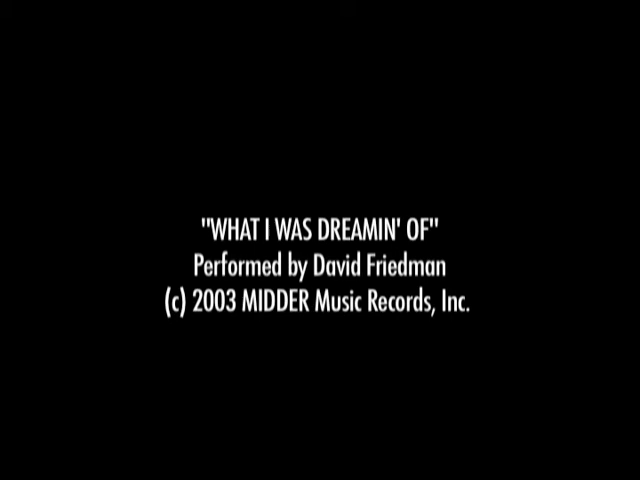 "WHAT I WAS DREAMIN' OF"
Performed by David Friedman
(c) 2003 MIDDER Music Records, Inc.